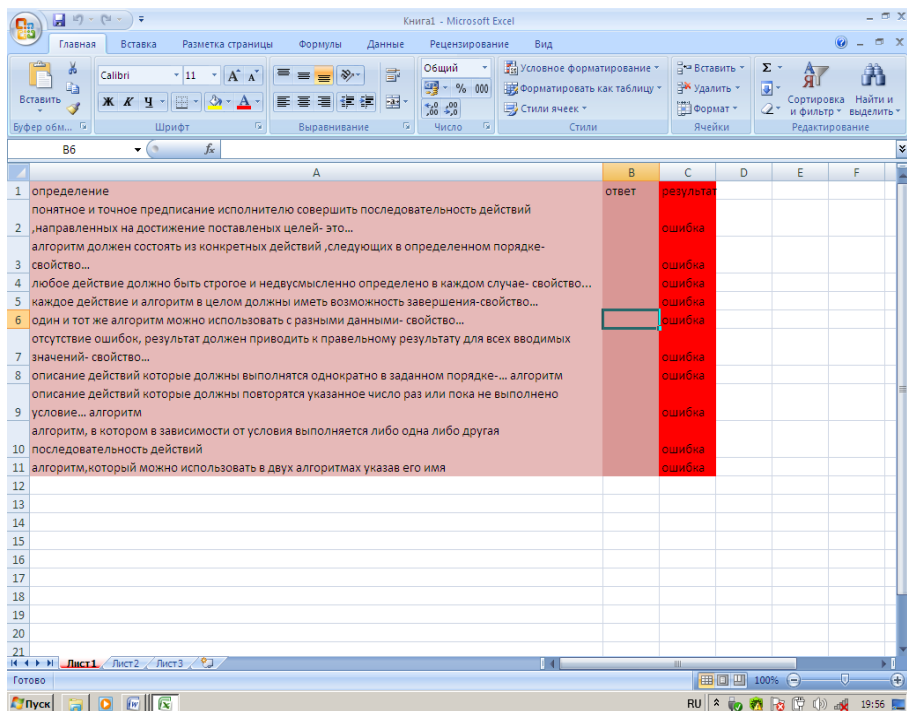 Книга1 - Microsoft Excel
Главная Вставка Разметка страницы Формулы Данные Рецензирование Вид
Вставить
Calibri 11
Ж К Ч
Общий
% 000
Условное форматирование
Форматировать как таблицу
Стили ячеек
Вставить
Удалить
Формат
Сортировка и фильтр
Найти и выделить
Буфер обм... Шрифт Выравнивание Число Стили Ячейки Редактирование
B6 fx
A B C D E F
1 определение ответ результат
понятное и точное предписание исполнителю совершить последовательность действий
2 ,направленных на достижение поставленых целей- это... ошибка
алгоритм должен состоять из конкретных действий ,следующих в определенном порядке-
3 свойство... ошибка
4 любое действие должно быть строгое и недвусмысленно определено в каждом случае- свойство... ошибка
5 каждое действие и алгоритм в целом должны иметь возможность завершения-свойство... ошибка
6 один и тот же алгоритм можно использовать с разными данными- свойство... ошибка
отсутствие ошибок, результат должен приводить к правельному результату для всех вводимых
7 значений- свойство... ошибка
8 описание действий которые должны выполнятся однократно в заданном порядке-... алгоритм ошибка
описание действий которые должны повторятся указанное число раз или пока не выполнено
9 условие... алгоритм ошибка
алгоритм, в котором в зависимости от условия выполняется либо одна либо другая
10 последовательность действий ошибка
11 алгоритм,который можно использовать в двух алгоритмах указав его имя ошибка
12
13
14
15
16
17
18
19
20
21
Лист1 Лист2 Лист3
Готово 100%
Пуск RU 19:56